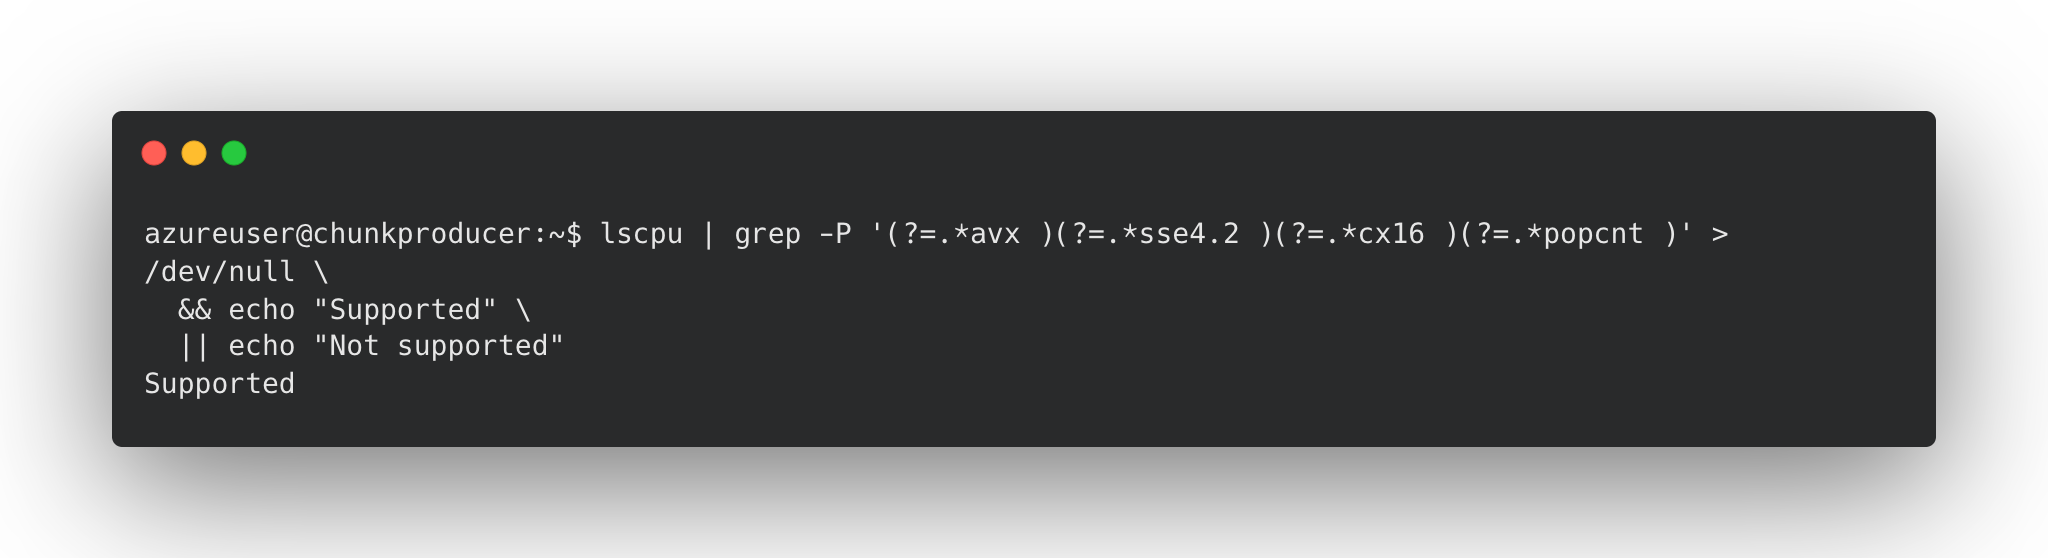 azureuser@chunkproducer:~$ lscpu | grep -P '(?=.*avx )(?=.*sse4.2 )(?=.*cx16 )(?=.*popcnt )' >
/dev/null \
  && echo "Supported" \
  || echo "Not supported"
Supported